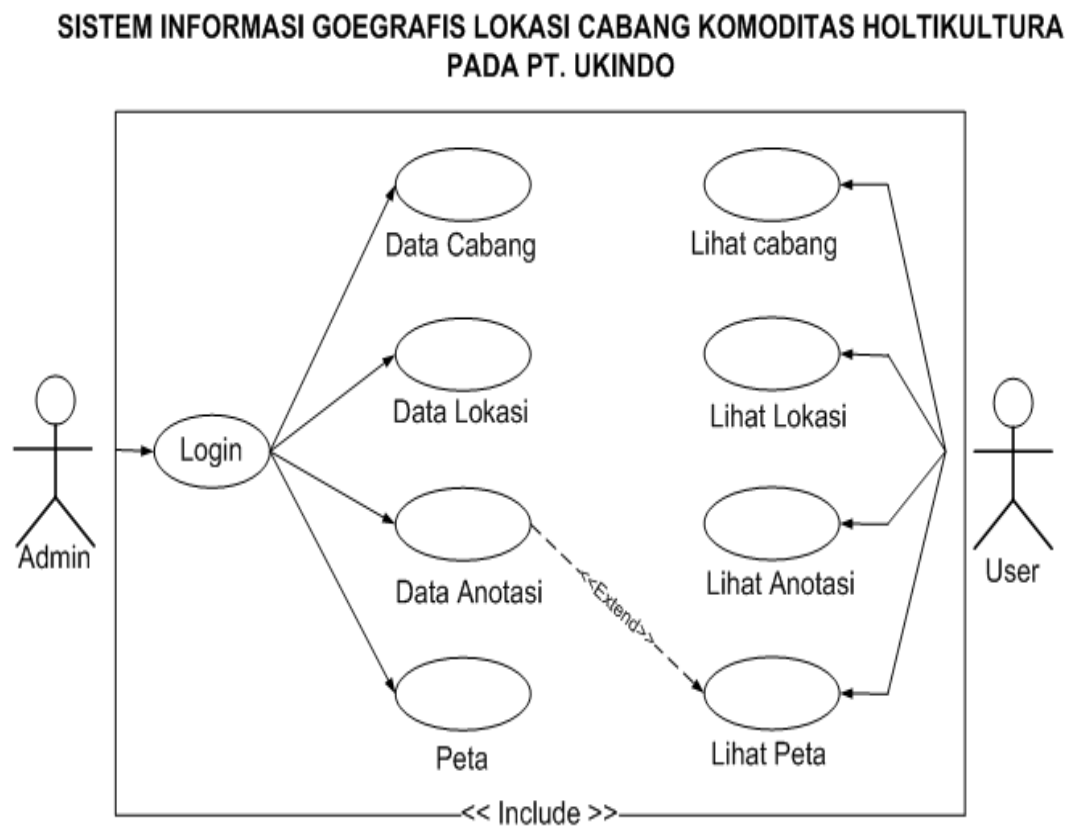 SISTEM INFORMASI GOEGRAFIS LOKASI CABANG KOMODITAS HOLTIKULTURA
PADA PT. UKINDO
Data Cabang
Lihat cabang
Data Lokasi
Lihat Lokasi
Login
Admin
User
Data Anotasi
Lihat Anotasi
<<Extend>>
Peta
Lihat Peta
<< Include >>